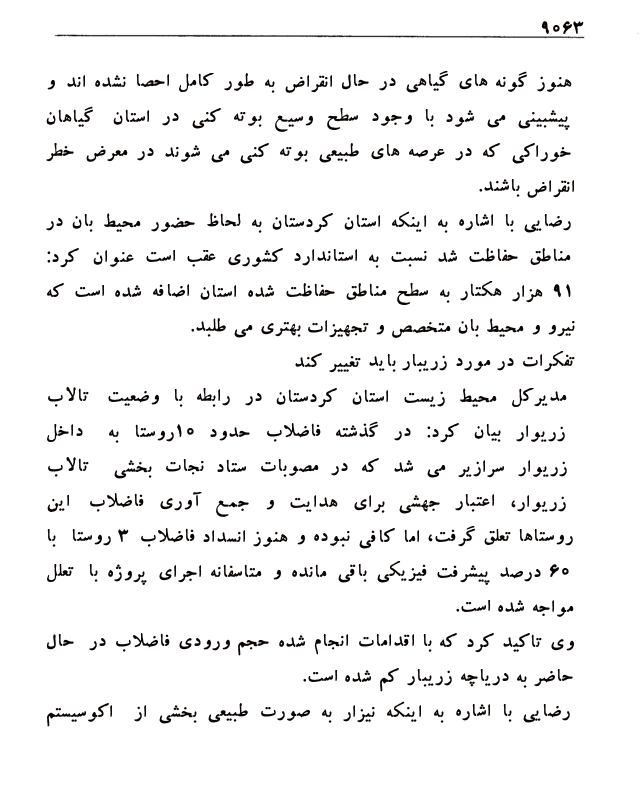 ۹۰۶۳
هنوز گونه های گیاهی در حال انقراض به طور کامل احصا نشده اند و
پیشبینی می شود با وجود سطح وسیع بوته کنی در استان گیاهان
خوراکی که در عرصه های طبیعی بوته کنی می شوند در معرض خطر
انقراض باشند.
رضایی با اشاره به اینکه استان کردستان به لحاظ حضور محیط بان در
مناطق حفاظت شد نسبت به استاندارد کشوری عقب است عنوان کرد:
۹۱ هزار هکتار به سطح مناطق حفاظت شده استان اضافه شده است که
نیرو و محیط بان متخصص و تجهیزات بهتری می طلبد.
تفکرات در مورد زریبار باید تغییر کند
مدیرکل محیط زیست استان کردستان در رابطه با وضعیت تالاب
زریوار بیان کرد: در گذشته فاضلاب حدود ۱۰روستا به داخل
زریوار سرازیر می شد که در مصوبات ستاد نجات بخشی تالاب
زریوار، اعتبار جهشی برای هدایت و جمع آوری فاضلاب این
روستاها تعلق گرفت، اما کافی نبوده و هنوز انسداد فاضلاب ۳ روستا با
۶۰ درصد پیشرفت فیزیکی باقی مانده و متاسفانه اجرای پروژه با تعلل
مواجه شده است.
وی تاکید کرد که با اقدامات انجام شده حجم ورودی فاضلاب در حال
حاضر به دریاچه زریبار کم شده است.
رضایی با اشاره به اینکه نیزار به صورت طبیعی بخشی از اکوسیستم